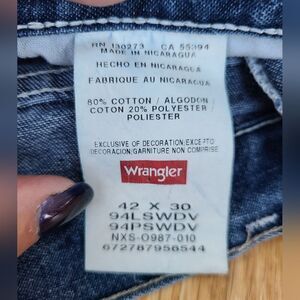 RN 130273 CA 55394
MADE IN NICARAGUA
HECHO EN NICARAGUA
FABRIQUE AU NICARAGUA
80% COTTON / ALGODON
COTON 20% POLYESTER
POLIESTER
EXCLUSIVE OF DECORATION/EXCEPTO
DECORACION/GARNITURE NON COMPRISE
Wrangler
42 X 30
94LSWDV
94PSWDV
NXS-0987-010
672787958544